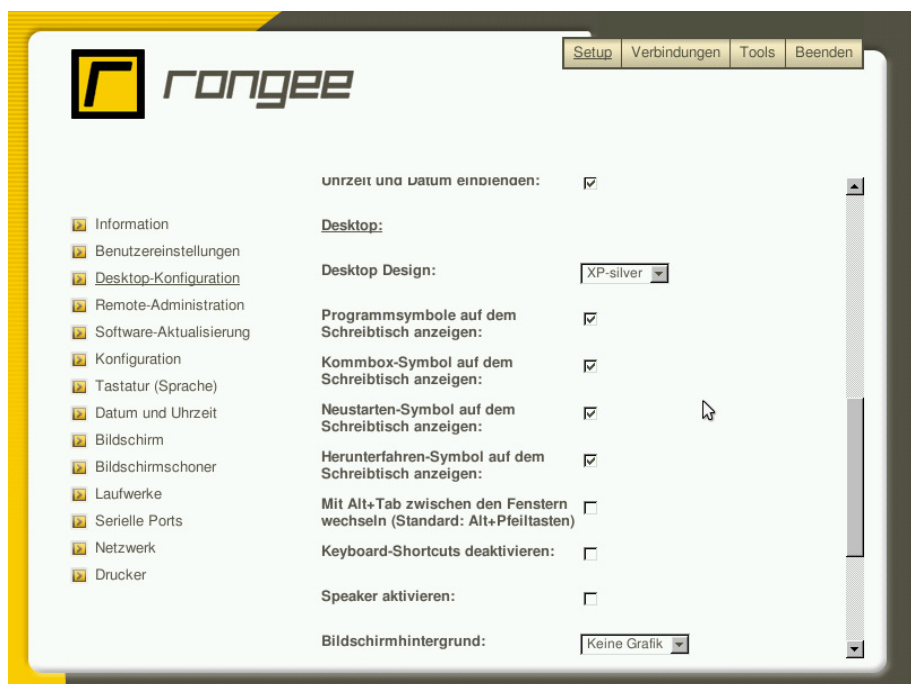 rangee
Setup
Verbindungen
Tools
Beenden
Uhrzeit und Datum einblenden:
Information
Benutzereinstellungen
Desktop-Konfiguration
Remote-Administration
Software-Aktualisierung
Konfiguration
Tastatur (Sprache)
Datum und Uhrzeit
Bildschirm
Bildschirmschoner
Laufwerke
Serielle Ports
Netzwerk
Drucker
Desktop:
Desktop Design:
XP-silver
Programmsymbole auf dem
Schreibtisch anzeigen:
Kommbox-Symbol auf dem
Schreibtisch anzeigen:
Neustarten-Symbol auf dem
Schreibtisch anzeigen:
Herunterfahren-Symbol auf dem
Schreibtisch anzeigen:
Mit Alt+Tab zwischen den Fenstern
wechseln (Standard: Alt+Pfeiltasten)
Keyboard-Shortcuts deaktivieren:
Speaker aktivieren:
Bildschirmhintergrund:
Keine Grafik